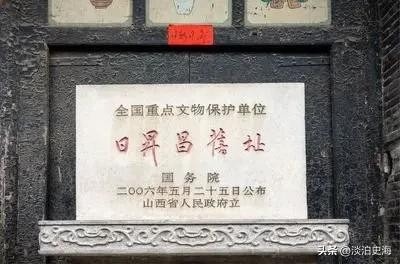 全国重点文物保护单位
日昇昌舊址
国务院
二〇〇六年五月二十五日公布
山西省人民政府立
头条 @淡泊史海